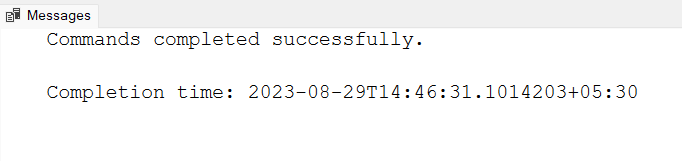 Messages
Commands completed successfully.
Completion time: 2023-08-29T14:46:31.1014203+05:30